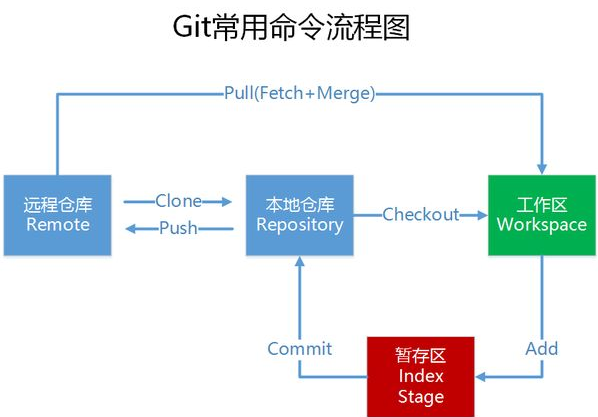 Git常用命令流程图
Pull(Fetch+Merge)
远程仓库
Remote
Clone
Push
本地仓库
Repository
Checkout
工作区
Workspace
Commit
暂存区
Index
Stage
Add